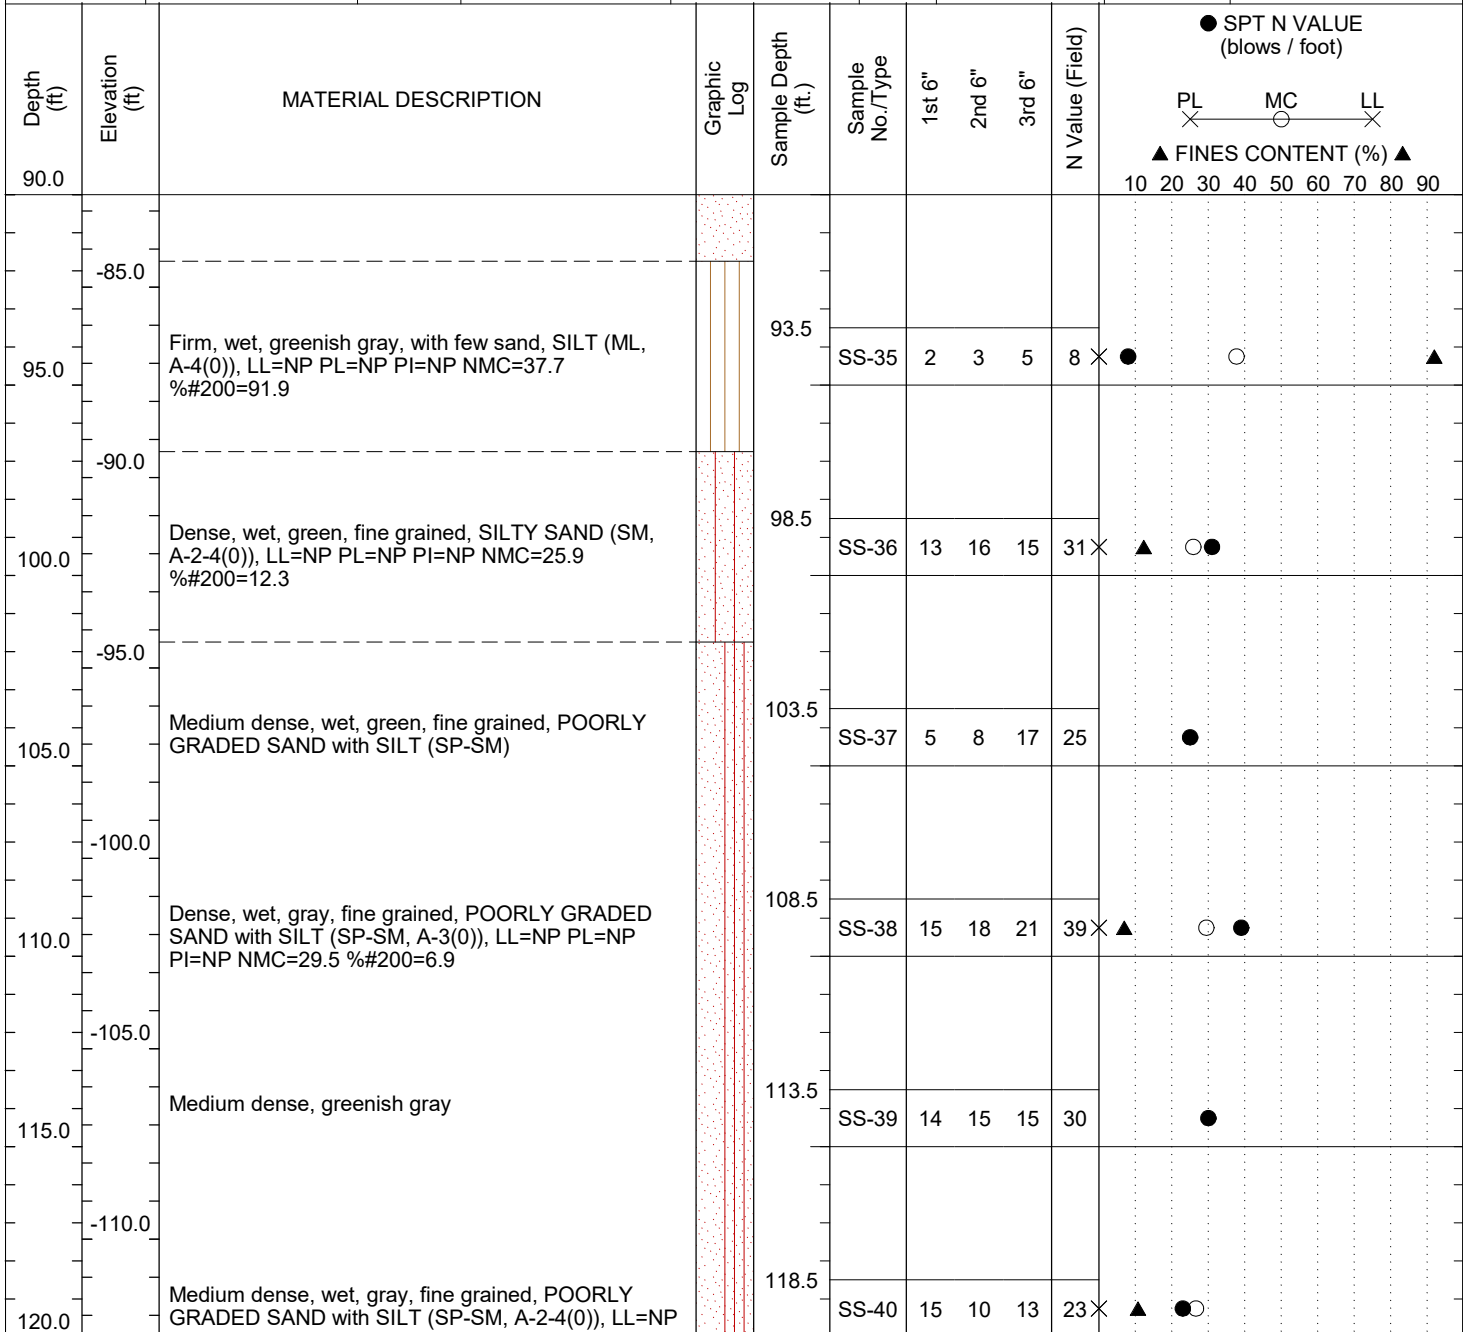 Depth
(ft)
Elevation
(ft)
MATERIAL DESCRIPTION
Graphic
Log
Sample Depth
(ft.)
Sample
No./Type
1st 6"
2nd 6"
3rd 6"
N Value (Field)
● SPT N VALUE
(blows / foot)
PL MC LL
▲ FINES CONTENT (%) ▲
10 20 30 40 50 60 70 80 90
90.0
-85.0
93.5
Firm, wet, greenish gray, with few sand, SILT (ML,
A-4(0)), LL=NP PL=NP PI=NP NMC=37.7
%#200=91.9
SS-35 2 3 5 8
95.0
-90.0
98.5
Dense, wet, green, fine grained, SILTY SAND (SM,
A-2-4(0)), LL=NP PL=NP PI=NP NMC=25.9
%#200=12.3
SS-36 13 16 15 31
100.0
-95.0
103.5
Medium dense, wet, green, fine grained, POORLY
GRADED SAND with SILT (SP-SM)
SS-37 5 8 17 25
105.0
-100.0
108.5
Dense, wet, gray, fine grained, POORLY GRADED
SAND with SILT (SP-SM, A-3(0)), LL=NP PL=NP
PI=NP NMC=29.5 %#200=6.9
SS-38 15 18 21 39
110.0
-105.0
113.5
Medium dense, greenish gray
SS-39 14 15 15 30
115.0
-110.0
118.5
Medium dense, wet, gray, fine grained, POORLY
GRADED SAND with SILT (SP-SM, A-2-4(0)), LL=NP
SS-40 15 10 13 23
120.0